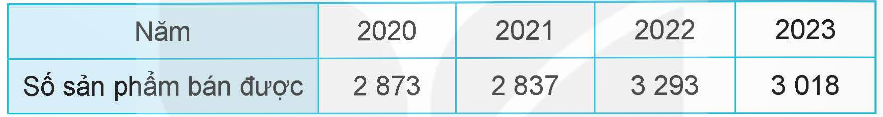 Năm 2020 2021 2022 2023
Số sản phẩm bán được 2 873 2 837 3 293 3 018